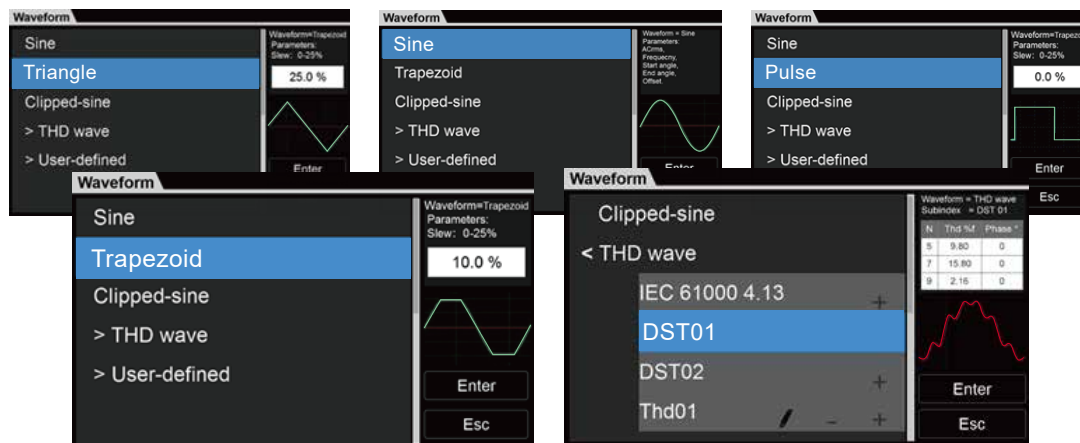 Waveform
Sine
Triangle
Clipped-sine
> THD wave
> User-defined
Waveform=Trapezoid
Parameters:
Slew: 0-25%
25.0 %
Enter
Waveform
Sine
Trapezoid
Clipped-sine
> THD wave
> User-defined
Waveform = Sine
Parameters:
ACrms,
Frequecny,
Start angle,
End angle,
Offset.
Enter
Waveform
Sine
Pulse
Clipped-sine
> THD wave
> User-defined
Waveform=Trapezo
Parameters:
Slew: 0-25%
0.0 %
Enter
Esc
Waveform
Sine
Trapezoid
Clipped-sine
> THD wave
> User-defined
Waveform=Trapezoid
Parameters:
Slew: 0-25%
10.0 %
Enter
Esc
Waveform
Clipped-sine
< THD wave
IEC 61000 4.13 +
DST01
DST02 +
Thd01 - +
Waveform = THD wave
Subindex = DST 01
N Thd %f Phase °
5 9.80 0
7 15.80 0
9 2.16 0
Enter
Esc